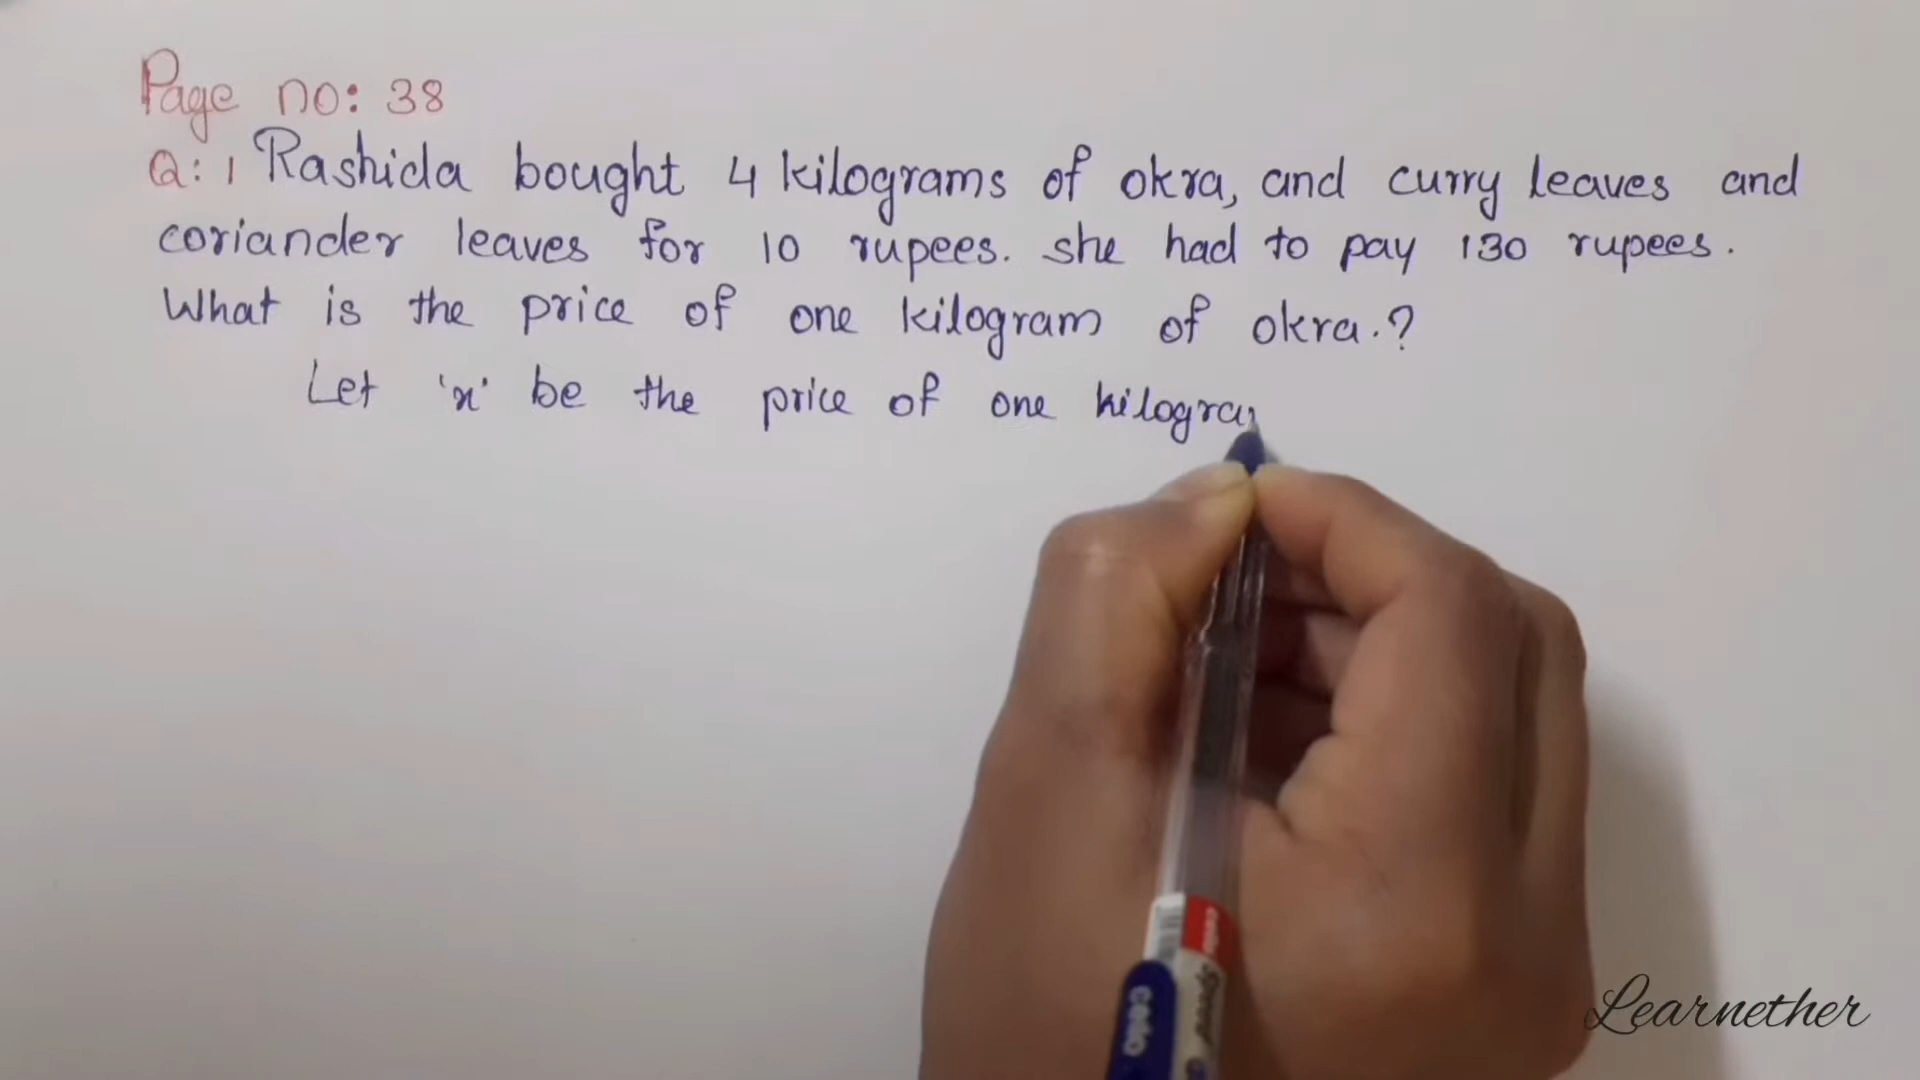 Page no: 38
Q: 1 Rashida bought 4 kilograms of okra, and curry leaves and
coriander leaves for 10 rupees. she had to pay 130 rupees.
What is the price of one kilogram of okra.?
Let 'x' be the price of one kilogra
cello
cello
Learnether